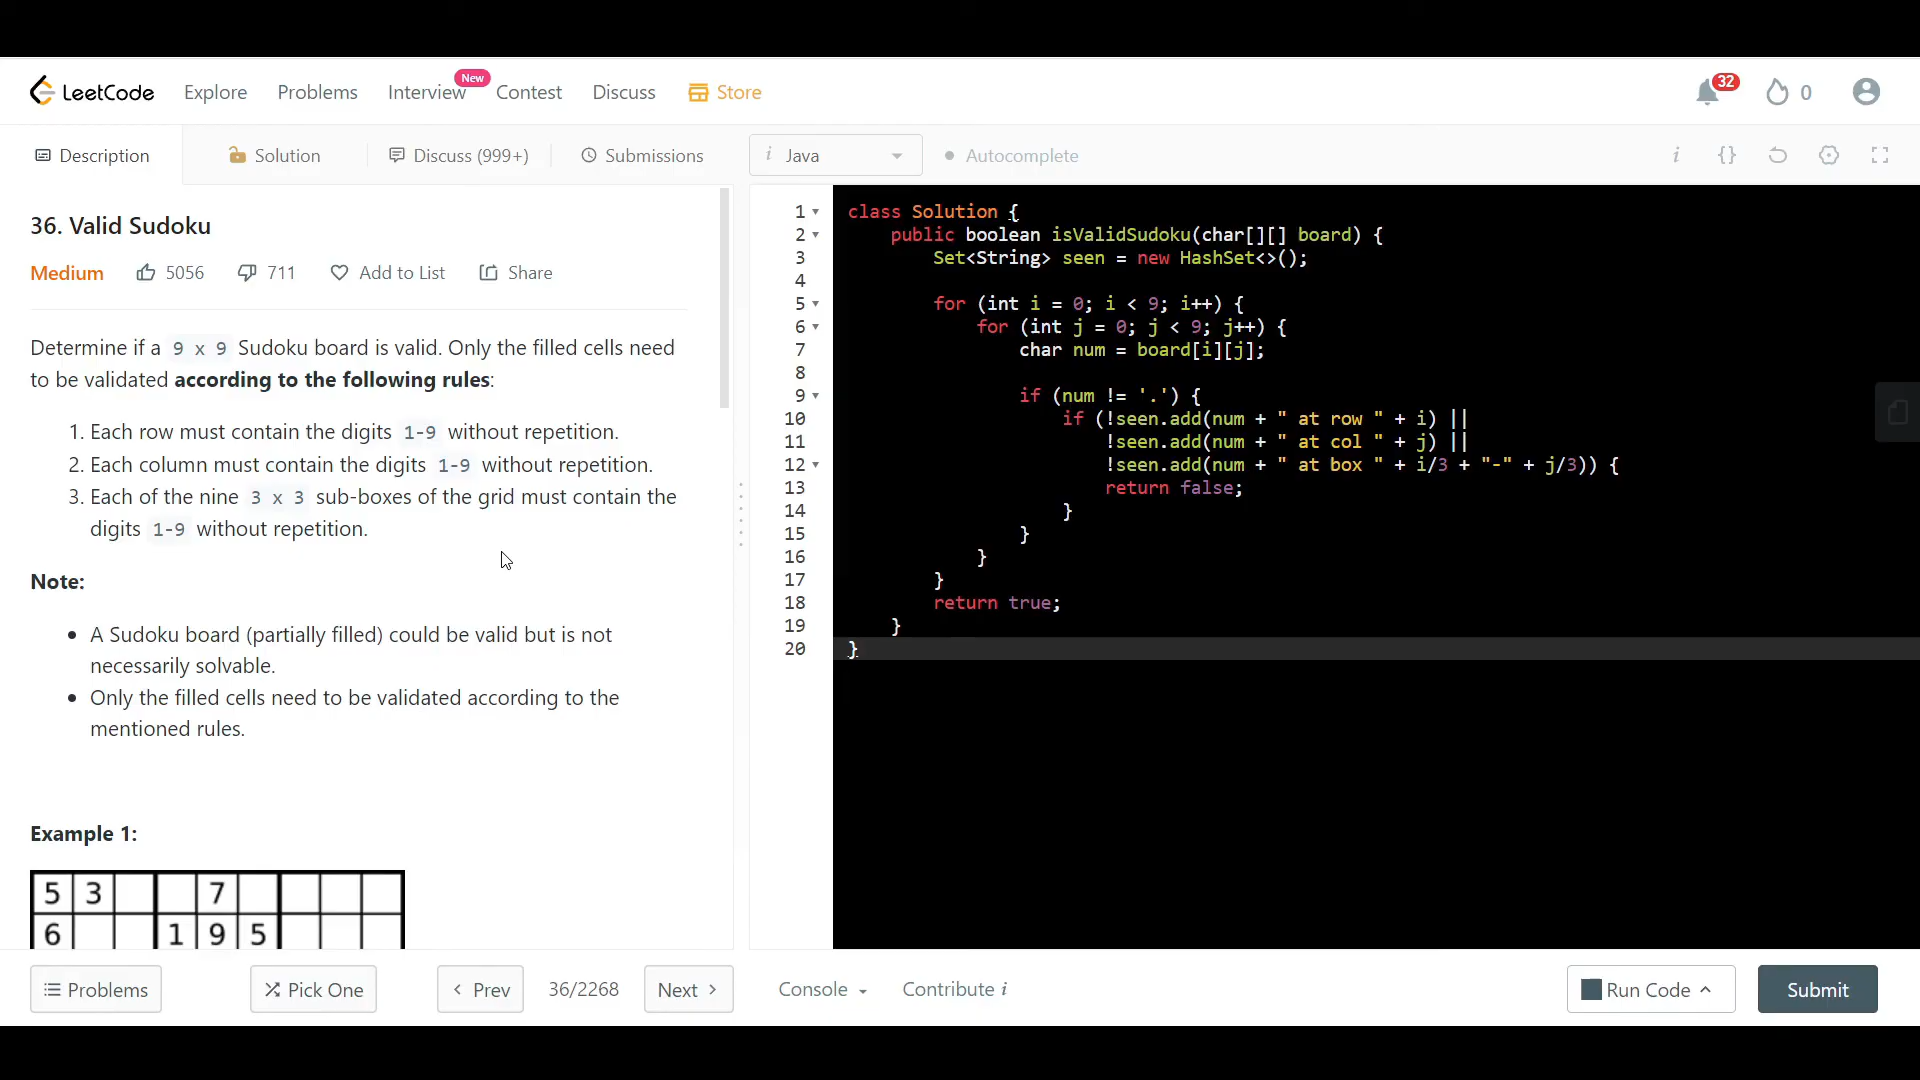 LeetCode Explore Problems Interview New Contest Discuss Store 32 0
Description Solution Discuss (999+) Submissions
36. Valid Sudoku
Medium 5056 711 Add to List Share
Determine if a 9 x 9 Sudoku board is valid. Only the filled cells need
to be validated according to the following rules:
1. Each row must contain the digits 1-9 without repetition.
2. Each column must contain the digits 1-9 without repetition.
3. Each of the nine 3 x 3 sub-boxes of the grid must contain the
digits 1-9 without repetition.
Note:
• A Sudoku board (partially filled) could be valid but is not
necessarily solvable.
• Only the filled cells need to be validated according to the
mentioned rules.
Example 1:
5 3 7
6 1 9 5
i Java Autocomplete i {}
1 class Solution {
2     public boolean isValidSudoku(char[][] board) {
3         Set<String> seen = new HashSet<>();
4
5         for (int i = 0; i < 9; i++) {
6             for (int j = 0; j < 9; j++) {
7                 char num = board[i][j];
8
9                 if (num != '.') {
10                     if (!seen.add(num + " at row " + i) ||
11                         !seen.add(num + " at col " + j) ||
12                         !seen.add(num + " at box " + i/3 + "-" + j/3)) {
13                         return false;
14                     }
15                 }
16             }
17         }
18         return true;
19     }
20 }
Problems Pick One < Prev 36/2268 Next > Console Contribute i Run Code Submit